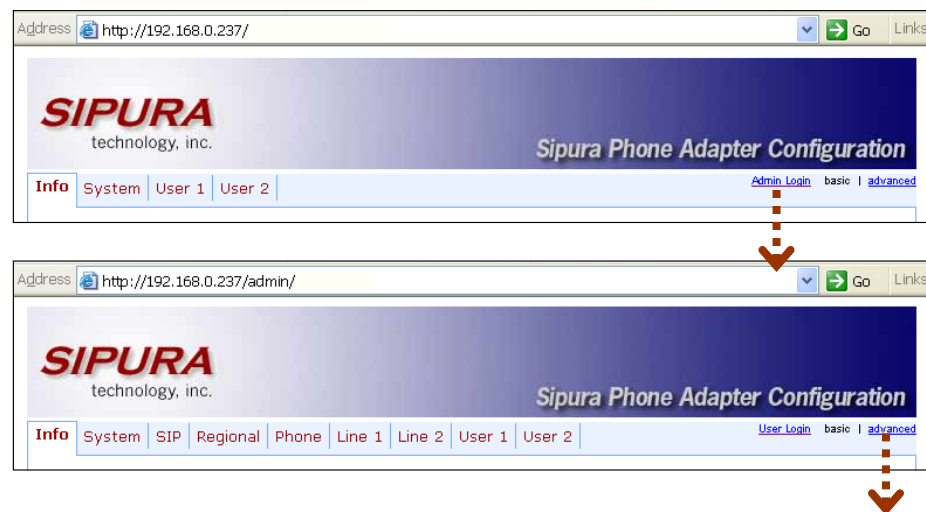 Address http://192.168.0.237/ Go Links
SIPURA
technology, inc.
Sipura Phone Adapter Configuration
Info System User 1 User 2 Admin Login basic | advanced
Address http://192.168.0.237/admin/ Go Links
SIPURA
technology, inc.
Sipura Phone Adapter Configuration
Info System SIP Regional Phone Line 1 Line 2 User 1 User 2 User Login basic | advanced